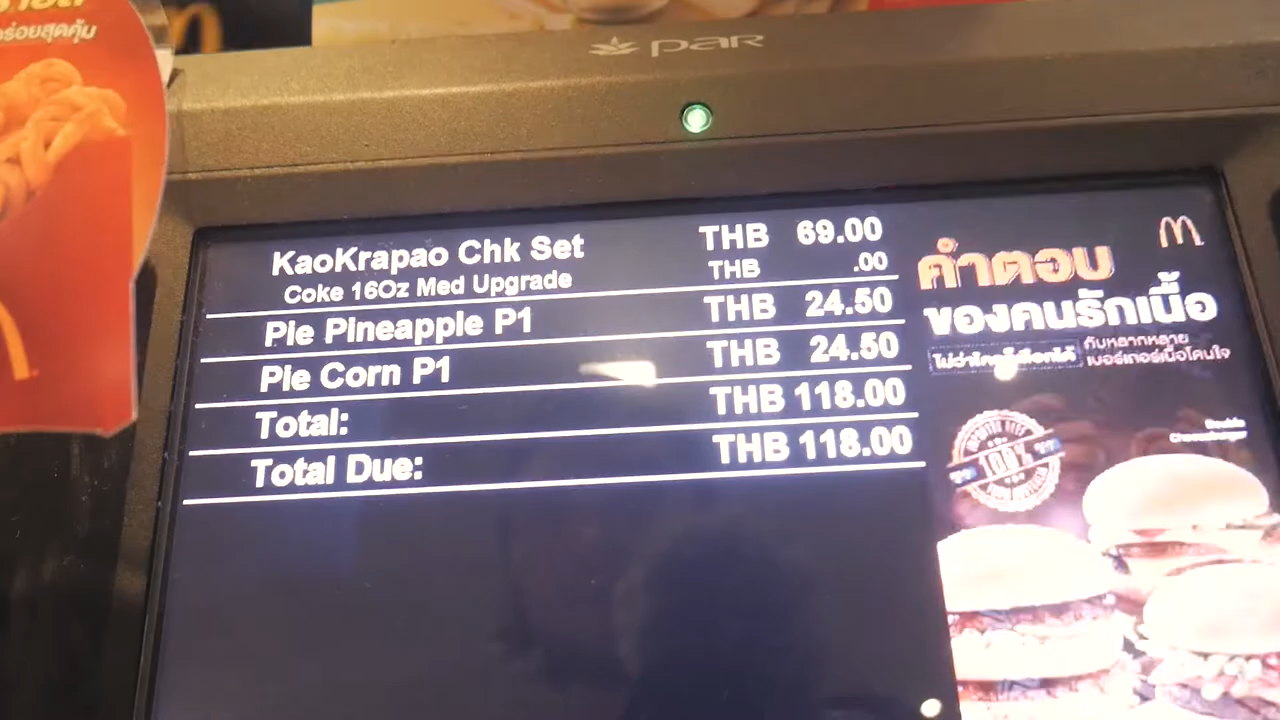 ร่อยสุดคุ้ม
par
KaoKrapao Chk Set THB 69.00
Coke 16Oz Med Upgrade THB .00
Pie Pineapple P1 THB 24.50
Pie Corn P1 THB 24.50
Total: THB 118.00
Total Due: THB 118.00
คำตอบ
ของคนรักเนื้อ
กับหลากหลาย
เบอร์เกอร์เนื้อโดนใจ
Double
Cheeseburger
100%